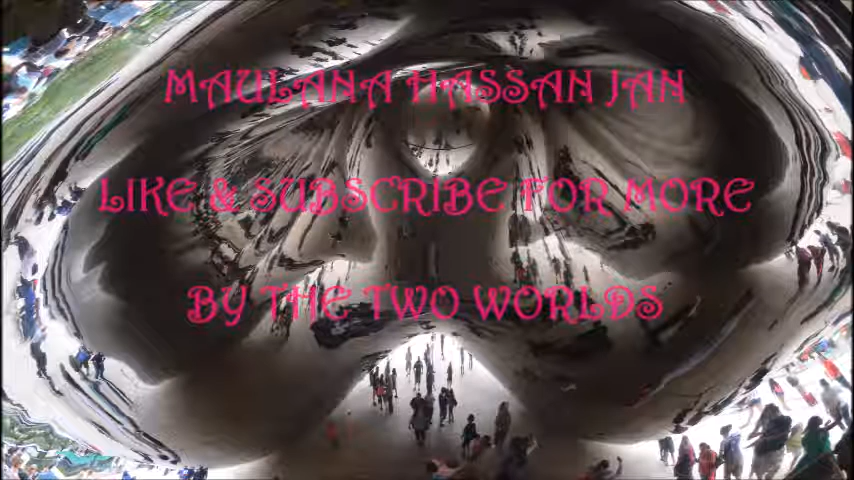 MAULANA HASSAN JAN
LIKE & SUBSCRIBE FOR MORE
BY THE TWO WORLDS